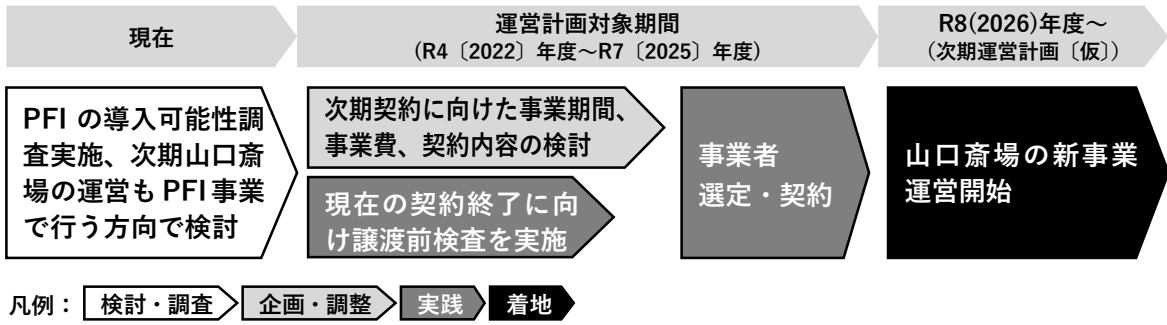 現在
運営計画対象期間
（R4〔2022〕年度～R7〔2025〕年度）
R8(2026)年度～
（次期運営計画〔仮〕）
PFI の導入可能性調
査実施、次期山口斎
場の運営も PFI 事業
で行う方向で検討
次期契約に向けた事業期間、
事業費、契約内容の検討
現在の契約終了に向
け譲渡前検査を実施
事業者
選定・契約
山口斎場の新事業
運営開始
凡例： 検討・調査 企画・調整 実践 着地